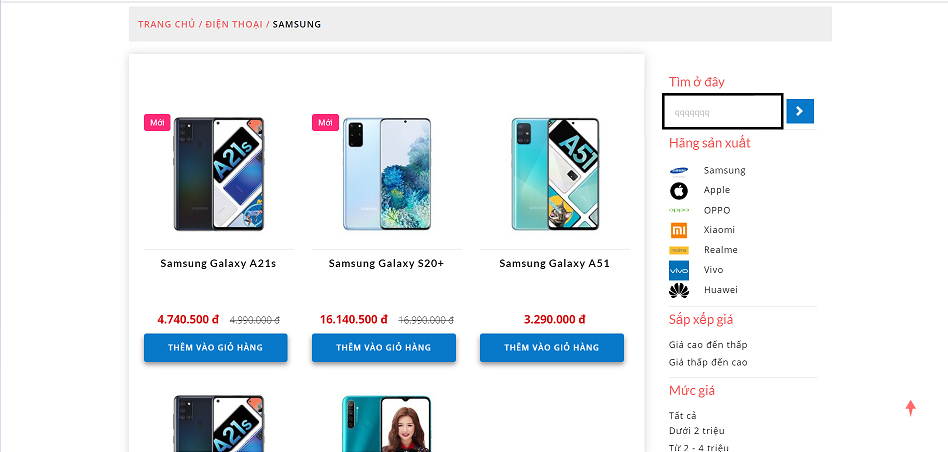 TRANG CHỦ / ĐIỆN THOẠI / SAMSUNG
Mới
A21s
Samsung Galaxy A21s
4.740.500 đ 4.990.000 đ
THÊM VÀO GIỎ HÀNG
Mới
Samsung Galaxy S20+
16.140.500 đ 16.990.000 đ
THÊM VÀO GIỎ HÀNG
A51
Samsung Galaxy A51
3.290.000 đ
THÊM VÀO GIỎ HÀNG
A21s
Tìm ở đây
qqqqqqq
Hãng sản xuất
Samsung
Apple
OPPO
Xiaomi
Realme
vivo Vivo
Huawei
Sắp xếp giá
Giá cao đến thấp
Giá thấp đến cao
Mức giá
Tất cả
Dưới 2 triệu
Từ 2 - 4 triệu